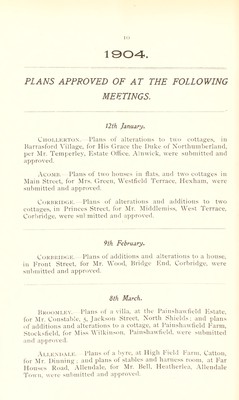 1904.
PLANS APPROVED OF AT THE FOLLOWING
MEETINGS.
12th January.
CHOLLERTON.—Plans of alterations to two cottages, in
Barrasford Village, for His Grace the Duke of Northumberland,
per Mr. Temperley, Estate Office, Alnwick, were submitted and
approved.
ACOMB.—Plans of two houses in flats, and two cottages in
Main Street, for Mrs. Green, Westfield Terrace, Hexham, were
submitted and approved.
CORBRIDGE.—Plans of alterations and additions to two
cottages, in Princes Street, for Mr. Middlemiss, West Terrace,
Corbridge, were submitted and approved.
9th February.
CORBRIDGE.—Plans of additions and alterations to a house,
in Front Street, for Mr. Wood, Bridge End, Corbridge, were
submitted and approved.
8th March.
BROOMLEY.—Plans of a villa, at the Painshawfield Estate,
for Mr. Constable, 8, Jackson Street, North Shields; and plans
of additions and alterations to a cottage, at Painshawfield Farm,
Stocksfield, for Miss Wilkinson, Painshawfield, were submitted
and approved.
ALLENDALE.—Plans of a byre, at High Field Farm, Catton,
for Mr. Dinning; and plans of stables and harness room, at Far
Houses Road, Allendale, for Mr. Bell, Heatherlea, Allendale
Town, were submitted and approved.